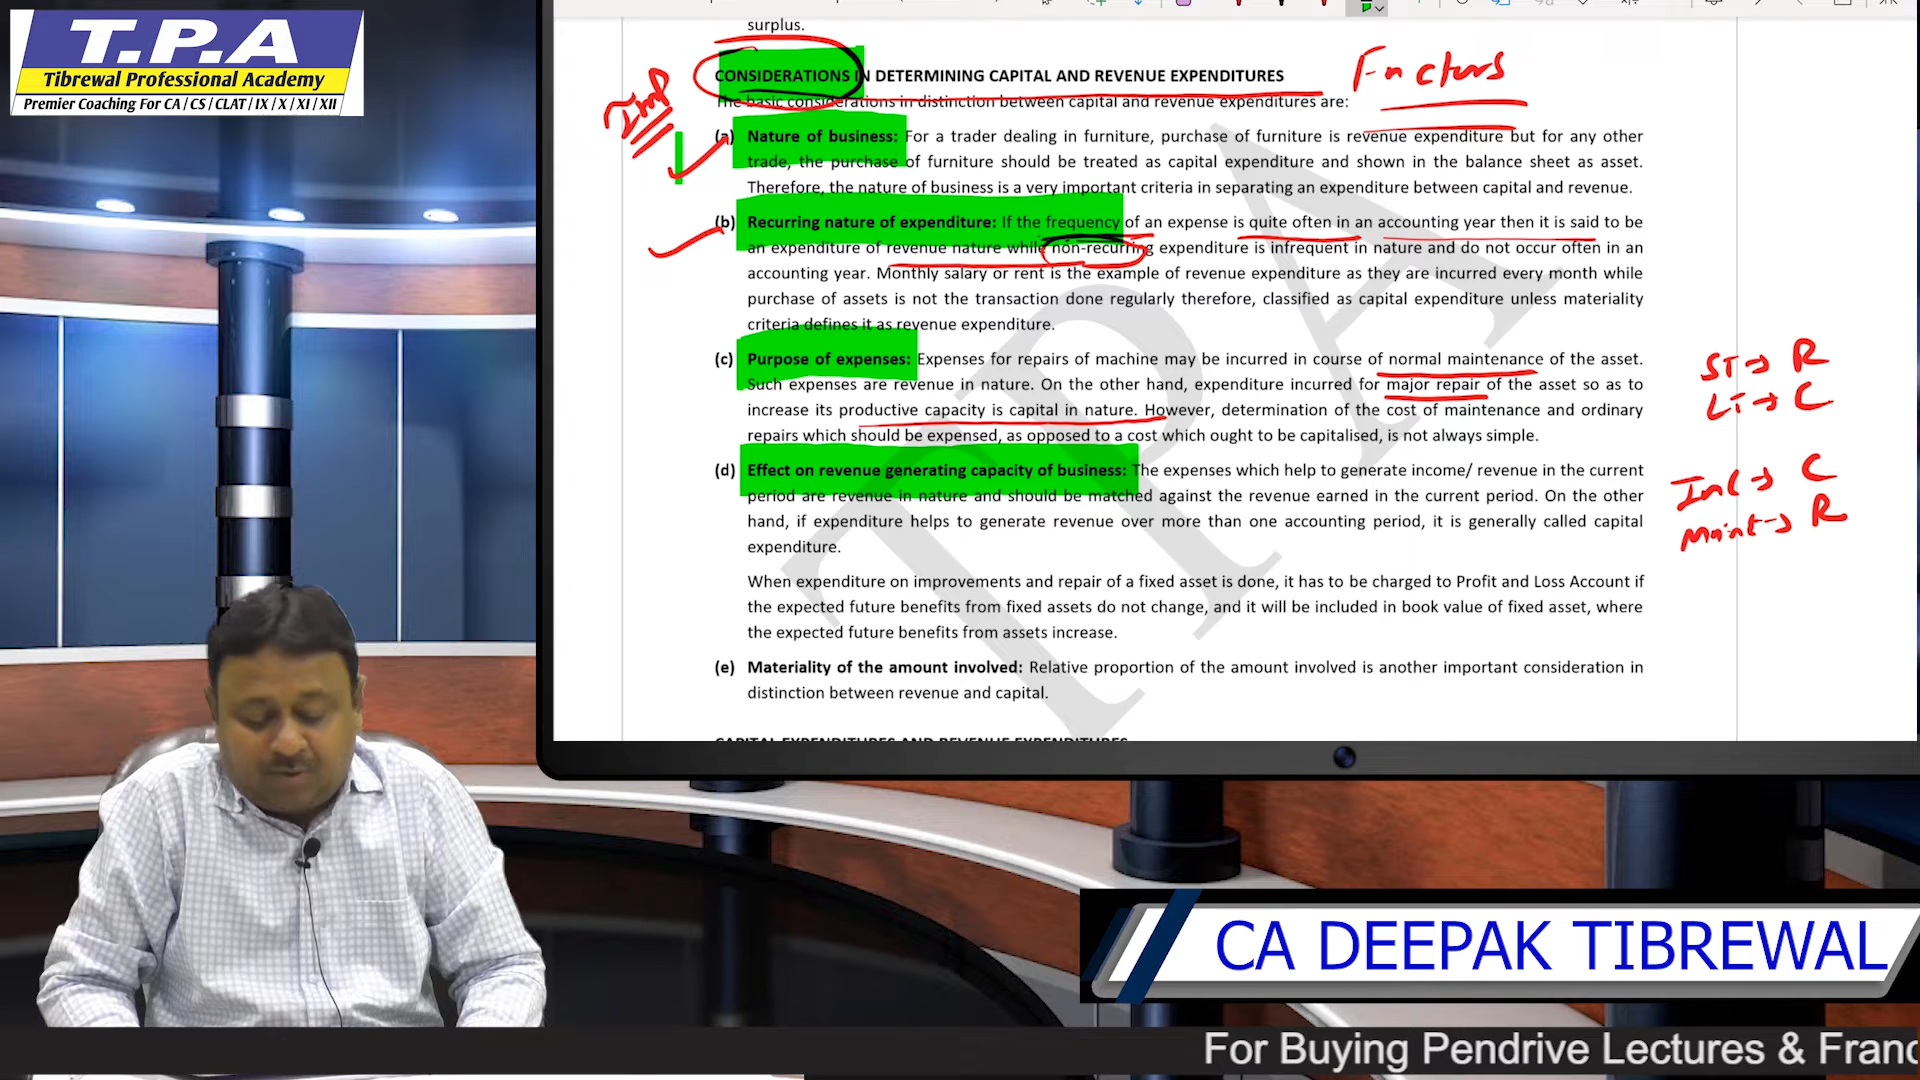 T.P.A
Tibrewal Professional Academy
Premier Coaching For CA / CS / CLAT / IX / X / XI / XII
surplus.
CONSIDERATIONS IN DETERMINING CAPITAL AND REVENUE EXPENDITURES
Factors
Imp
The basic considerations in distinction between capital and revenue expenditures are:
(a) Nature of business: For a trader dealing in furniture, purchase of furniture is revenue expenditure but for any other
trade, the purchase of furniture should be treated as capital expenditure and shown in the balance sheet as asset.
Therefore, the nature of business is a very important criteria in separating an expenditure between capital and revenue.
(b) Recurring nature of expenditure: If the frequency of an expense is quite often in an accounting year then it is said to be
an expenditure of revenue nature while non-recurring expenditure is infrequent in nature and do not occur often in an
accounting year. Monthly salary or rent is the example of revenue expenditure as they are incurred every month while
purchase of assets is not the transaction done regularly therefore, classified as capital expenditure unless materiality
criteria defines it as revenue expenditure.
(c) Purpose of expenses: Expenses for repairs of machine may be incurred in course of normal maintenance of the asset.
Such expenses are revenue in nature. On the other hand, expenditure incurred for major repair of the asset so as to
increase its productive capacity is capital in nature. However, determination of the cost of maintenance and ordinary
repairs which should be expensed, as opposed to a cost which ought to be capitalised, is not always simple.
ST → R
LT → C
(d) Effect on revenue generating capacity of business: The expenses which help to generate income/ revenue in the current
period are revenue in nature and should be matched against the revenue earned in the current period. On the other
hand, if expenditure helps to generate revenue over more than one accounting period, it is generally called capital
expenditure.
Inc → C
Maint → R
When expenditure on improvements and repair of a fixed asset is done, it has to be charged to Profit and Loss Account if
the expected future benefits from fixed assets do not change, and it will be included in book value of fixed asset, where
the expected future benefits from assets increase.
(e) Materiality of the amount involved: Relative proportion of the amount involved is another important consideration in
distinction between revenue and capital.
CAPITAL EXPENDITURES AND REVENUE EXPENDITURES
TPA
CA DEEPAK TIBREWAL
For Buying Pendrive Lectures & Franc